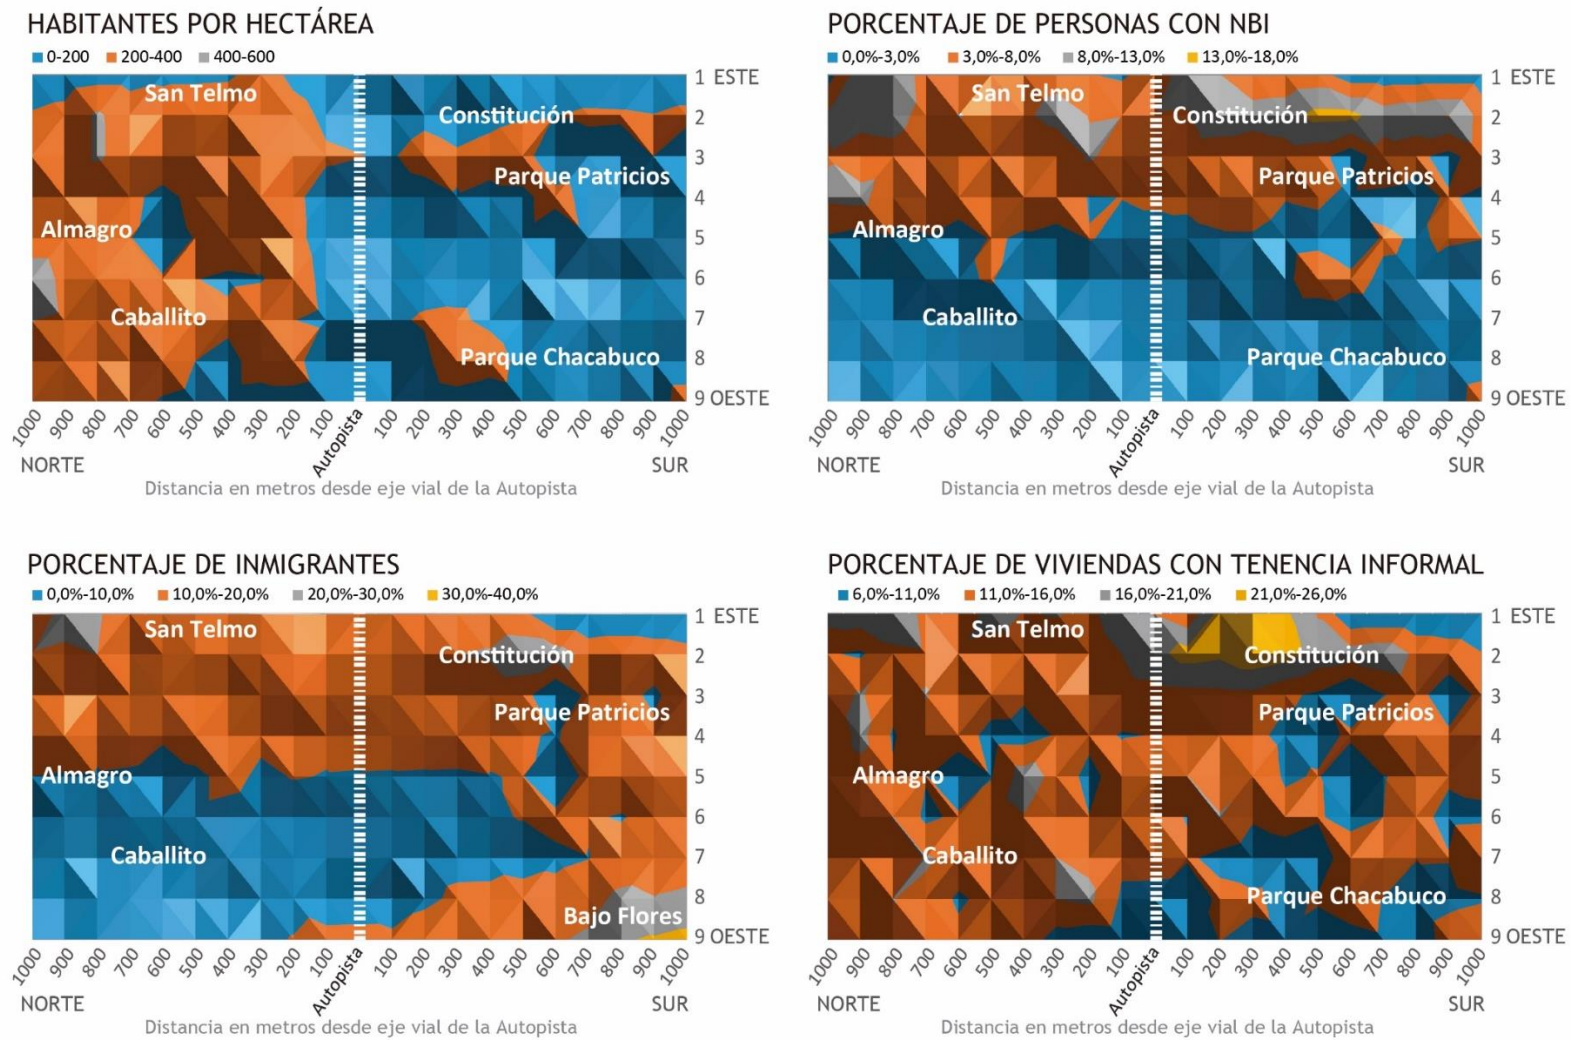 HABITANTES POR HECTÁREA
0-200 200-400 400-600
San Telmo
Constitución
Parque Patricios
Almagro
Caballito
Parque Chacabuco
1 ESTE
2
3
4
5
6
7
8
9 OESTE
1000 900 800 700 600 500 400 300 200 100 Autopista 100 200 300 400 500 600 700 800 900 1000
NORTE SUR
Distancia en metros desde eje vial de la Autopista
PORCENTAJE DE PERSONAS CON NBI
0,0%-3,0% 3,0%-8,0% 8,0%-13,0% 13,0%-18,0%
San Telmo
Constitución
Parque Patricios
Almagro
Caballito
Parque Chacabuco
1 ESTE
2
3
4
5
6
7
8
9 OESTE
1000 900 800 700 600 500 400 300 200 100 Autopista 100 200 300 400 500 600 700 800 900 1000
NORTE SUR
Distancia en metros desde eje vial de la Autopista
PORCENTAJE DE INMIGRANTES
0,0%-10,0% 10,0%-20,0% 20,0%-30,0% 30,0%-40,0%
San Telmo
Constitución
Parque Patricios
Almagro
Caballito
Bajo Flores
1 ESTE
2
3
4
5
6
7
8
9 OESTE
1000 900 800 700 600 500 400 300 200 100 Autopista 100 200 300 400 500 600 700 800 900 1000
NORTE SUR
Distancia en metros desde eje vial de la Autopista
PORCENTAJE DE VIVIENDAS CON TENENCIA INFORMAL
6,0%-11,0% 11,0%-16,0% 16,0%-21,0% 21,0%-26,0%
San Telmo
Constitución
Parque Patricios
Almagro
Caballito
Parque Chacabuco
1 ESTE
2
3
4
5
6
7
8
9 OESTE
1000 900 800 700 600 500 400 300 200 100 Autopista 100 200 300 400 500 600 700 800 900 1000
NORTE SUR
Distancia en metros desde eje vial de la Autopista